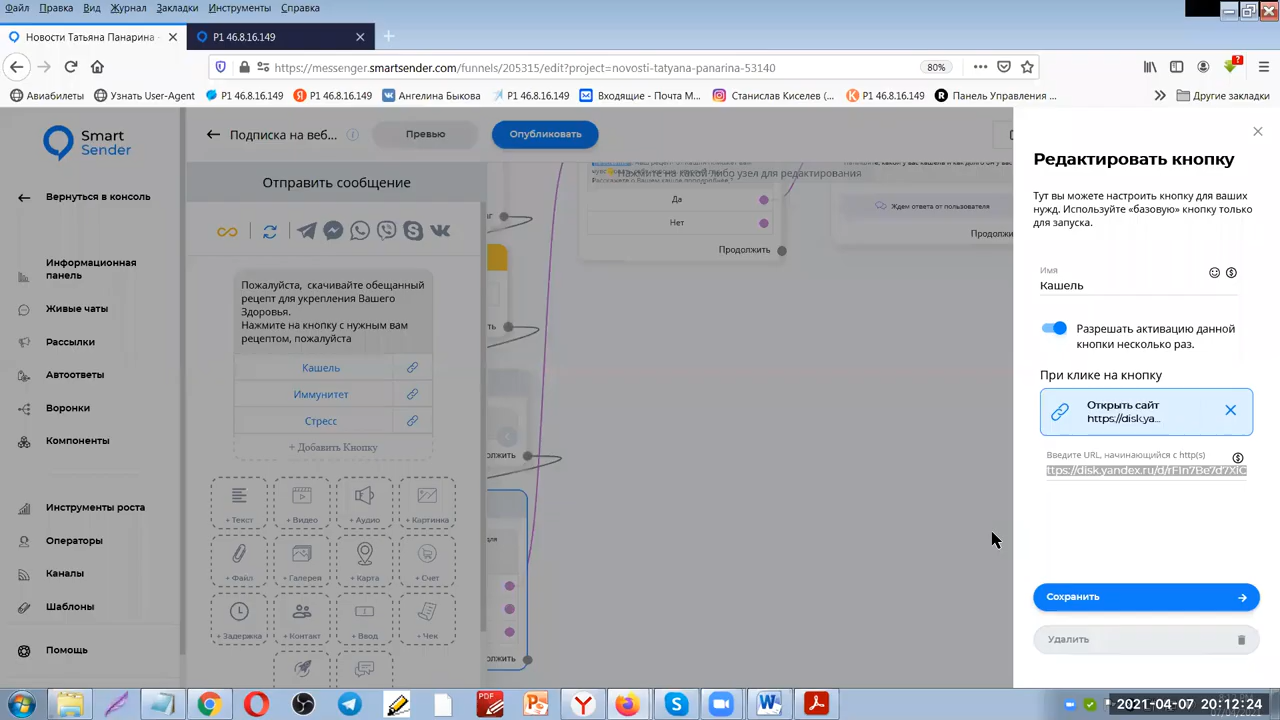 Файл Правка Вид Журнал Закладки Инструменты Справка
Новости Татьяна Панарина
P1 46.8.16.149
https://messenger.smartsender.com/funnels/205315/edit?project=novosti-tatyana-panarina-53140
80%
Авиабилеты
Узнать User-Agent
P1 46.8.16.149
P1 46.8.16.149
Ангелина Быкова
P1 46.8.16.149
Входящие - Почта M...
Станислав Киселев (...
P1 46.8.16.149
Панель Управления ...
Другие закладки
Smart
Sender
Подписка на веб...
Превью
Опубликовать
Вернуться в консоль
Информационная
панель
Живые чаты
Рассылки
Автоответы
Воронки
Компоненты
Инструменты роста
Операторы
Каналы
Шаблоны
Помощь
Отправить сообщение
Пожалуйста, скачивайте обещанный
рецепт для укрепления Вашего
Здоровья.
Нажмите на кнопку с нужным вам
рецептом, пожалуйста
Кашель
Иммунитет
Стресс
+ Добавить Кнопку
+ Текст
+ Видео
+ Аудио
+ Картинка
+ Файл
+ Галерея
+ Карта
+ Счет
+ Задержка
+ Контакт
+ Ввод
+ Чек
Нажмите на какой либо узел для редактирования
Да
Нет
Продолжить
Ждем ответа от пользователя
Продолжи
должить
должить
Редактировать кнопку
Тут вы можете настроить кнопку для ваших
нужд. Используйте «базовую» кнопку только
для запуска.
Имя
Кашель
Разрешать активацию данной
кнопки несколько раз.
При клике на кнопку
Открыть сайт
https://disk.ya...
Введите URL, начинающийся с http(s)
Сохранить
Удалить
2021-04-07 20:12:24